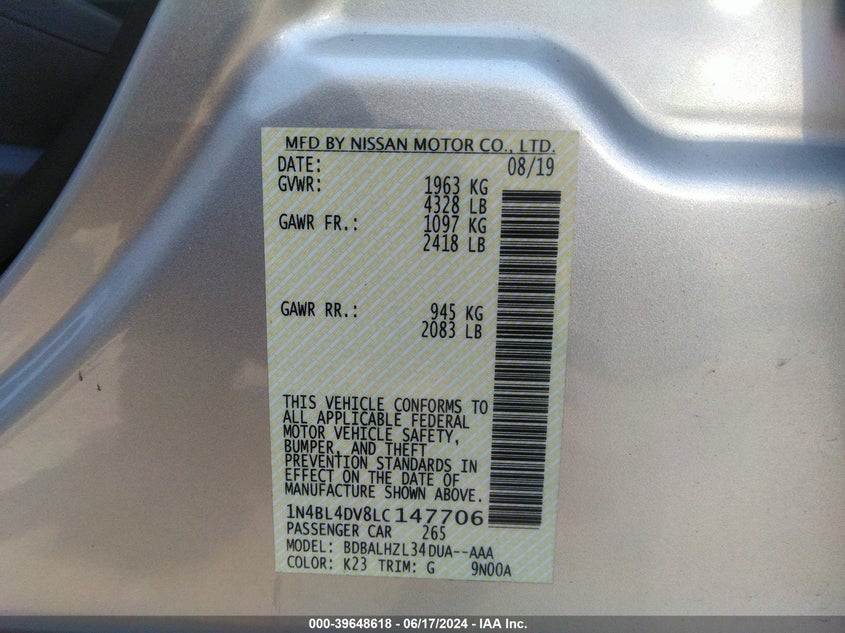 MFD BY NISSAN MOTOR CO., LTD.
DATE: 08/19
GVWR: 1963 KG
4328 LB
GAWR FR.: 1097 KG
2418 LB
GAWR RR.: 945 KG
2083 LB
THIS VEHICLE CONFORMS TO
ALL APPLICABLE FEDERAL
MOTOR VEHICLE SAFETY,
BUMPER, AND THEFT
PREVENTION STANDARDS IN
EFFECT ON THE DATE OF
MANUFACTURE SHOWN ABOVE.
1N4BL4DV8LC147706
PASSENGER CAR 265
MODEL: BDBALHZL34DUA--AAA
COLOR: K23 TRIM: G 9N00A
000-39648618 - 06/17/2024 - IAA Inc.